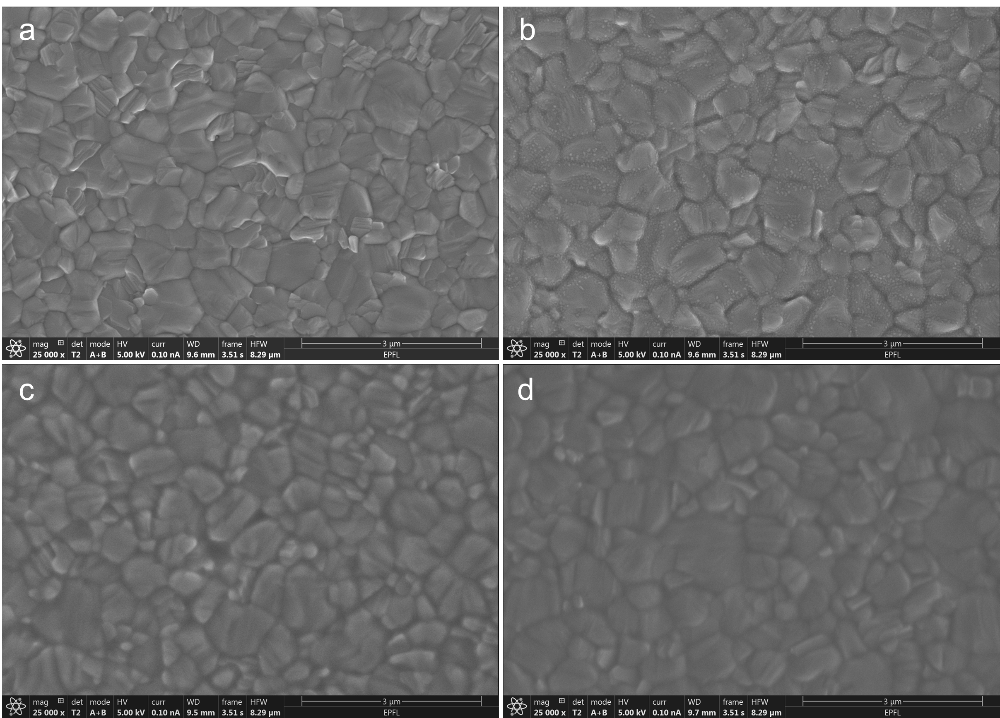 a
mag det mode HV curr WD frame HFW 3 µm
25 000 x T2 A+B 5.00 kV 0.10 nA 9.6 mm 3.51 s 8.29 µm EPFL
b
mag det mode HV curr WD frame HFW 3 µm
25 000 x T2 A+B 5.00 kV 0.10 nA 9.6 mm 3.51 s 8.29 µm EPFL
c
mag det mode HV curr WD frame HFW 3 µm
25 000 x T2 A+B 5.00 kV 0.10 nA 9.5 mm 3.51 s 8.29 µm EPFL
d
mag det mode HV curr WD frame HFW 3 µm
25 000 x T2 A+B 5.00 kV 0.10 nA 9.7 mm 3.51 s 8.29 µm EPFL